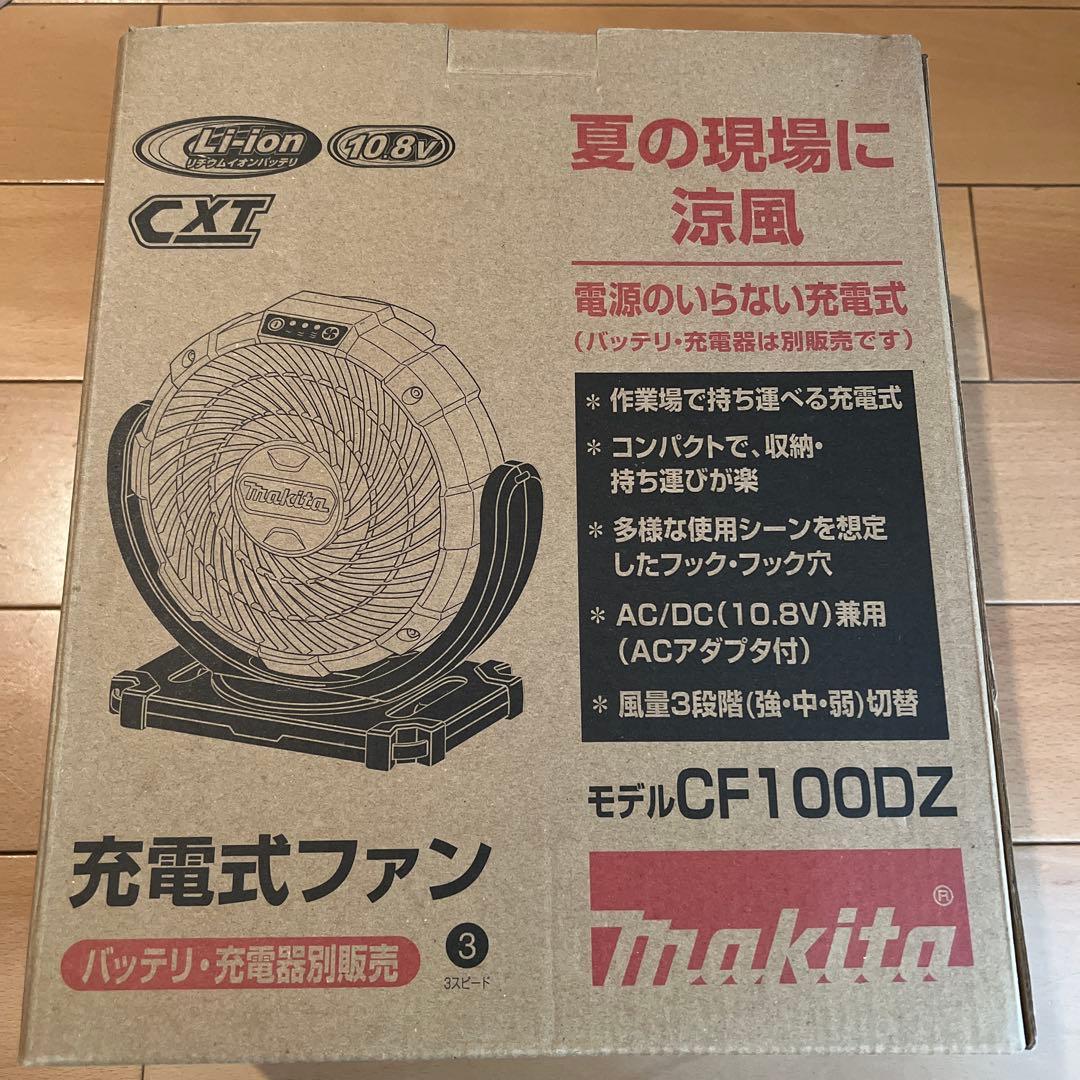 Li-ion
リチウムイオンバッテリ
10.8V
CXT
makita
充電式ファン
バッテリ・充電器別販売
3
3スピード
夏の現場に
涼風
電源のいらない充電式
(バッテリ・充電器は別販売です)
* 作業場で持ち運べる充電式
* コンパクトで、収納・
持ち運びが楽
* 多様な使用シーンを想定
したフック・フック穴
* AC/DC(10.8V)兼用
(ACアダプタ付)
* 風量3段階(強・中・弱)切替
モデルCF100DZ
makita®